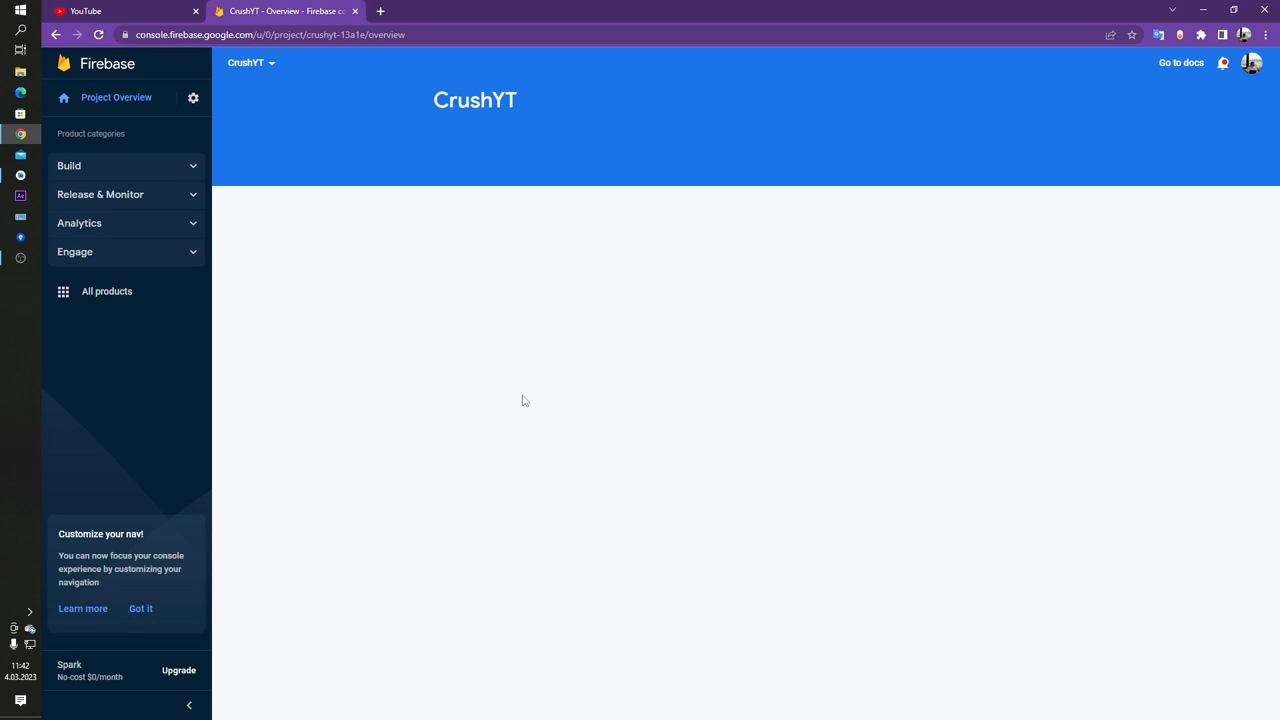 YouTube
CrushYT - Overview - Firebase co
console.firebase.google.com/u/0/project/crushyt-13a1e/overview
Firebase
CrushYT
Go to docs
Project Overview
CrushYT
Product categories
Build
Release & Monitor
Analytics
Engage
All products
Customize your nav!
You can now focus your console
experience by customizing your
navigation
Learn more
Got it
Spark
No-cost $0/month
Upgrade
Ae
11:42
4.03.2023